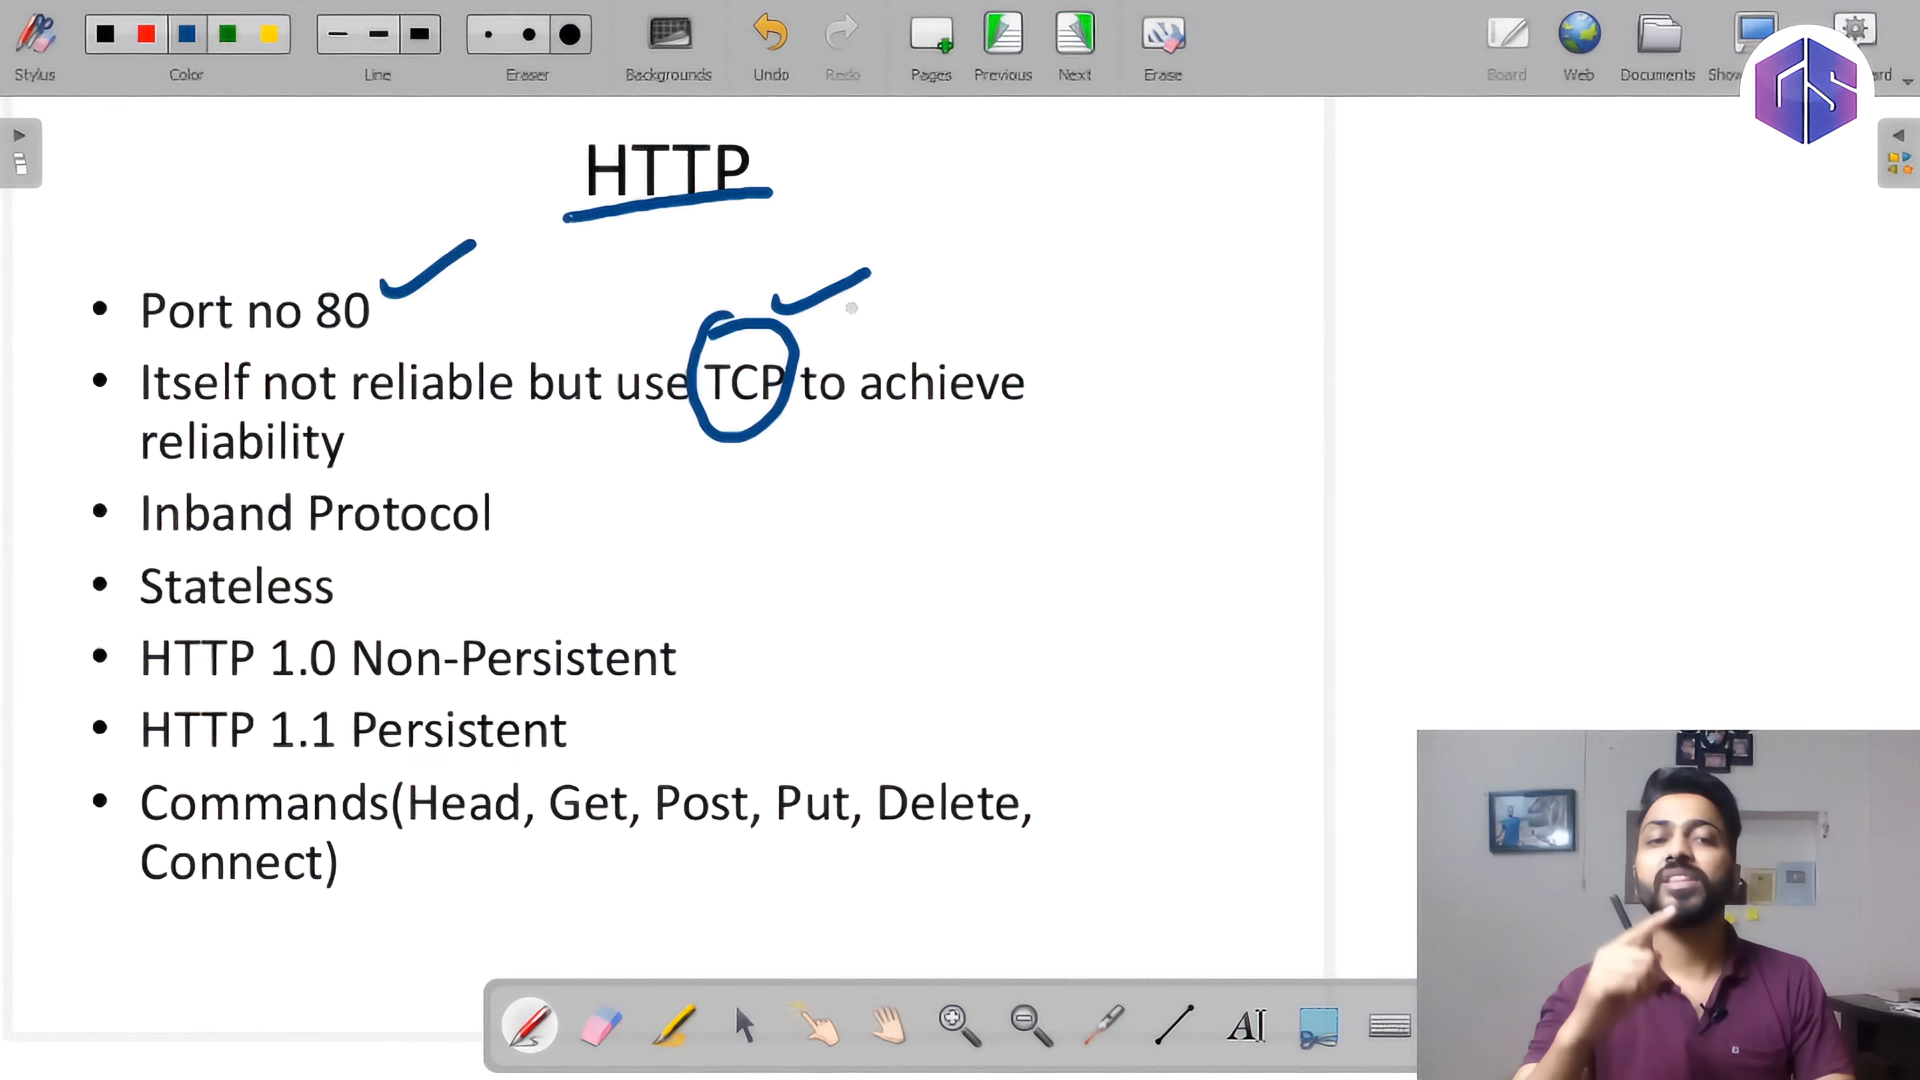 Stylus
Color
Line
Eraser
Backgrounds
Undo
Redo
Pages
Previous
Next
Erase
Board
Web
Documents
HTTP
• Port no 80
• Itself not reliable but use TCP to achieve
reliability
• Inband Protocol
• Stateless
• HTTP 1.0 Non-Persistent
• HTTP 1.1 Persistent
• Commands(Head, Get, Post, Put, Delete,
Connect)